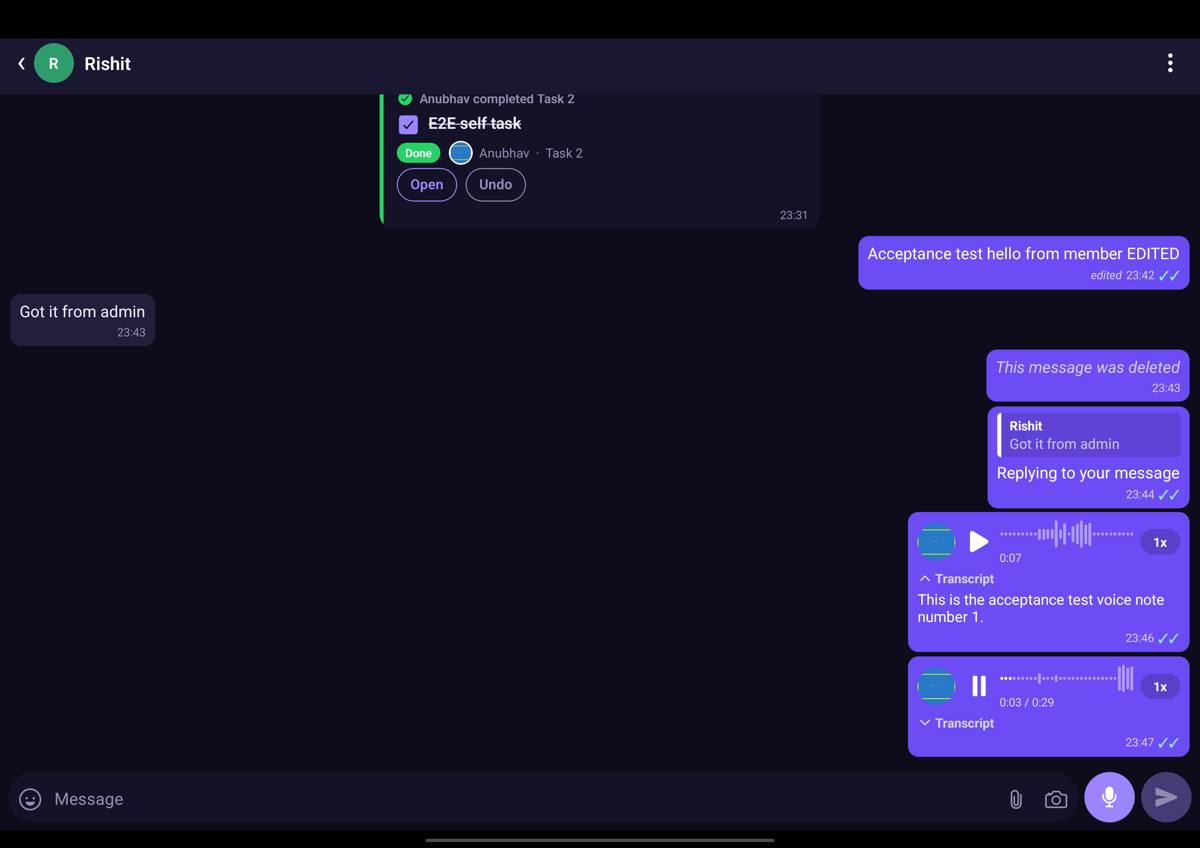 R
Rishit
Anubhav completed Task 2
E2E self task
Done Anubhav · Task 2
Open Undo
23:31
Acceptance test hello from member EDITED
edited 23:42
Got it from admin
23:43
This message was deleted
23:43
Rishit
Got it from admin
Replying to your message
23:44
1x
0:07
Transcript
This is the acceptance test voice note
number 1.
23:46
1x
0:03 / 0:29
Transcript
23:47
Message